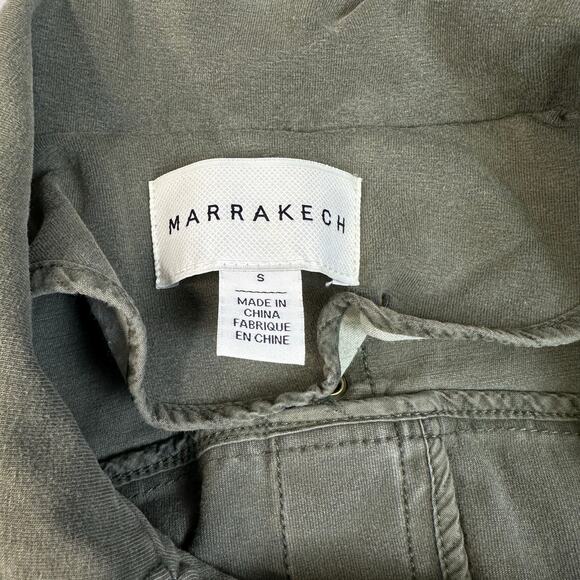 MARRAKECH
S
MADE IN
CHINA
FABRIQUE
EN CHINE